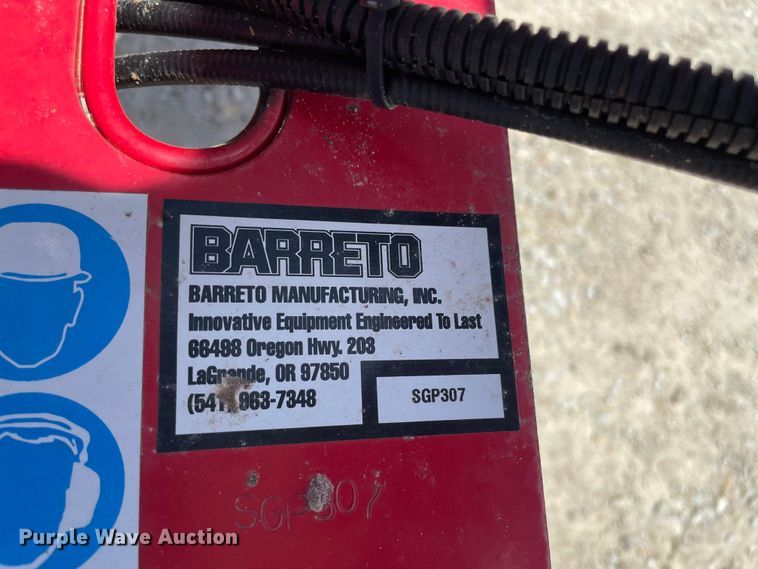 BARRETO
BARRETO MANUFACTURING, INC.
Innovative Equipment Engineered To Last
66498 Oregon Hwy. 203
LaGrande, OR 97850
(541) 963-7348
SGP307
SGP307
Purple Wave Auction